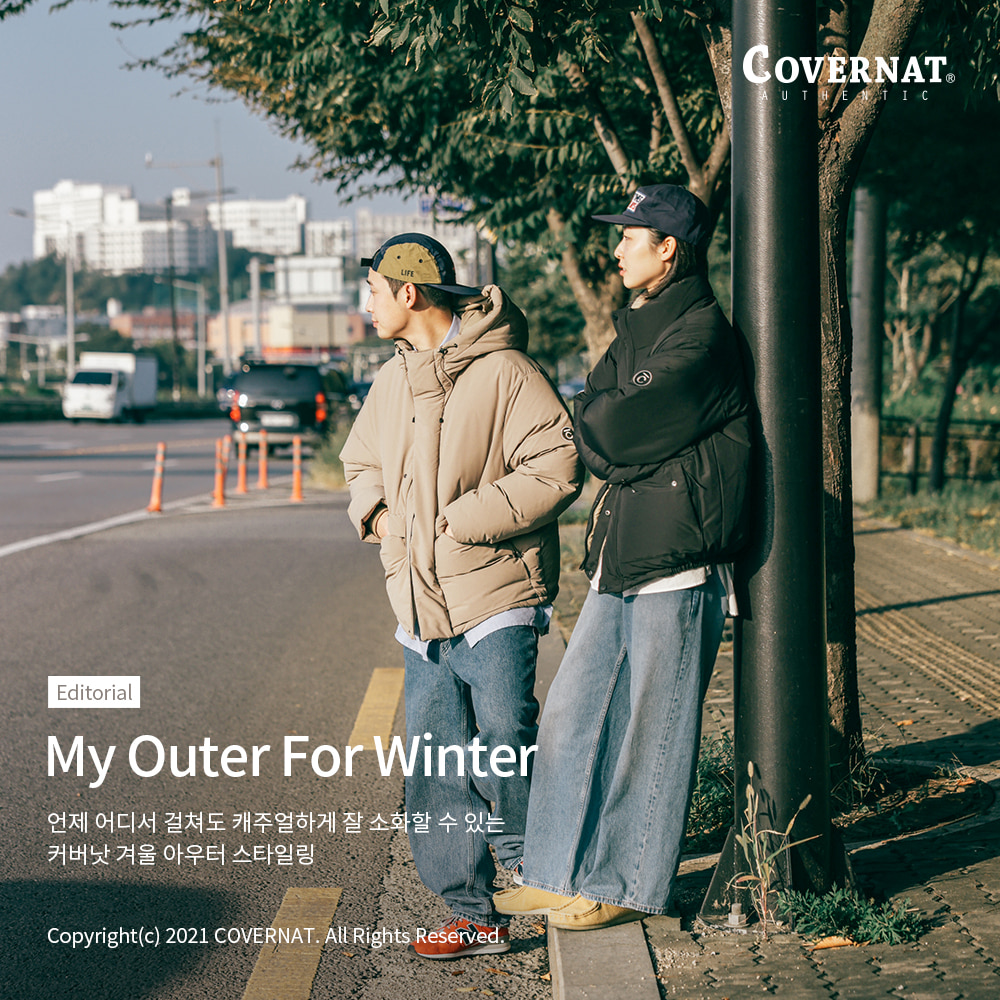 COVERNAT®
AUTHENTIC
LIFE
Editorial
My Outer For Winter
언제 어디서 걸쳐도 캐주얼하게 잘 소화할 수 있는
커버낫 겨울 아우터 스타일링
Copyright(c) 2021 COVERNAT. All Rights Reserved.